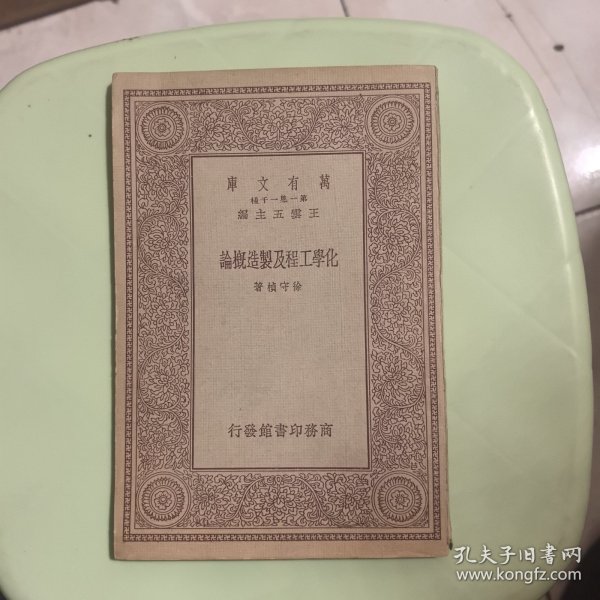 萬有文庫
第一集一千種
王雲五主編
化學工程及製造概論
徐守楨著
商務印書館發行
孔夫子旧书网
www.kongfz.com